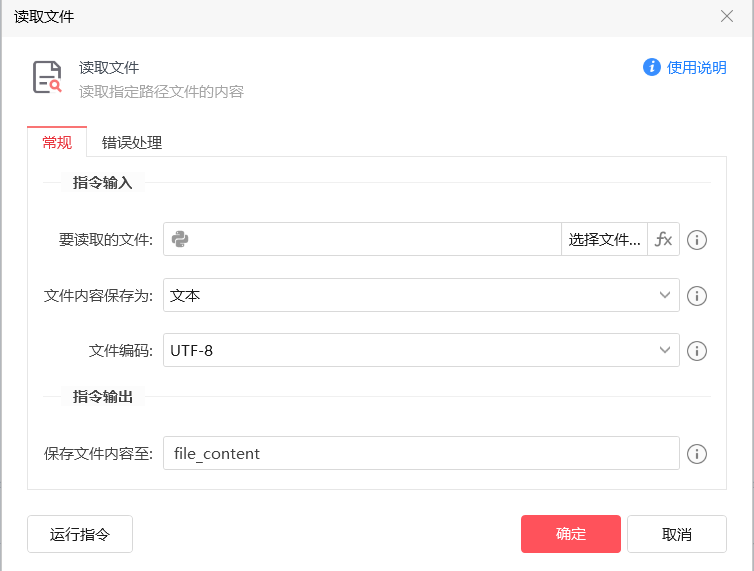 读取文件
读取文件
使用说明
读取指定路径文件的内容
常规 错误处理
指令输入
要读取的文件: 选择文件... fx
文件内容保存为: 文本
文件编码: UTF-8
指令输出
保存文件内容至: file_content
运行指令 确定 取消